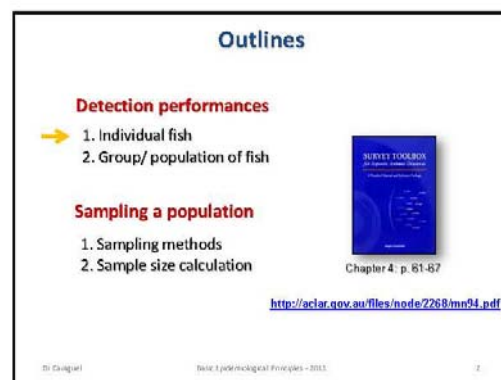 Outlines
Detection performances
1. Individual fish
2. Group/ population of fish
SURVEY TOOLBOX
Sampling a population
1. Sampling methods
2. Sample size calculation
Chapter 4: p. 61-67
http://aciar.gov.au/files/node/2268/mn94.pdf
Basic Epidemiological Principles - 2011
2